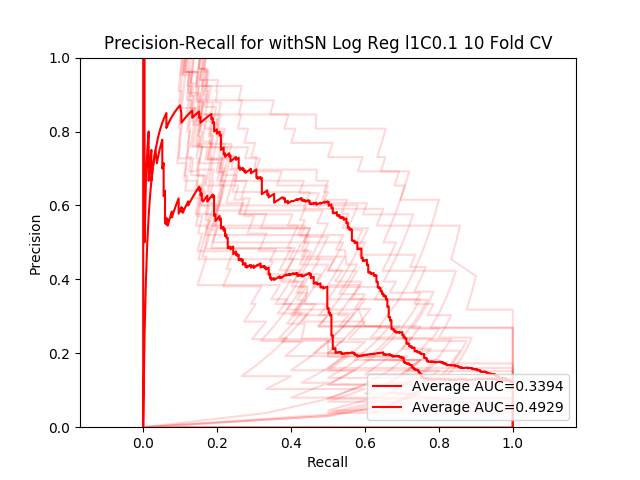 Precision-Recall for withSN Log Reg l1C0.1 10 Fold CV
1.0
0.8
0.6
0.4
0.2
0.0
Precision
0.0 0.2 0.4 0.6 0.8 1.0
Recall
Average AUC=0.3394
Average AUC=0.4929